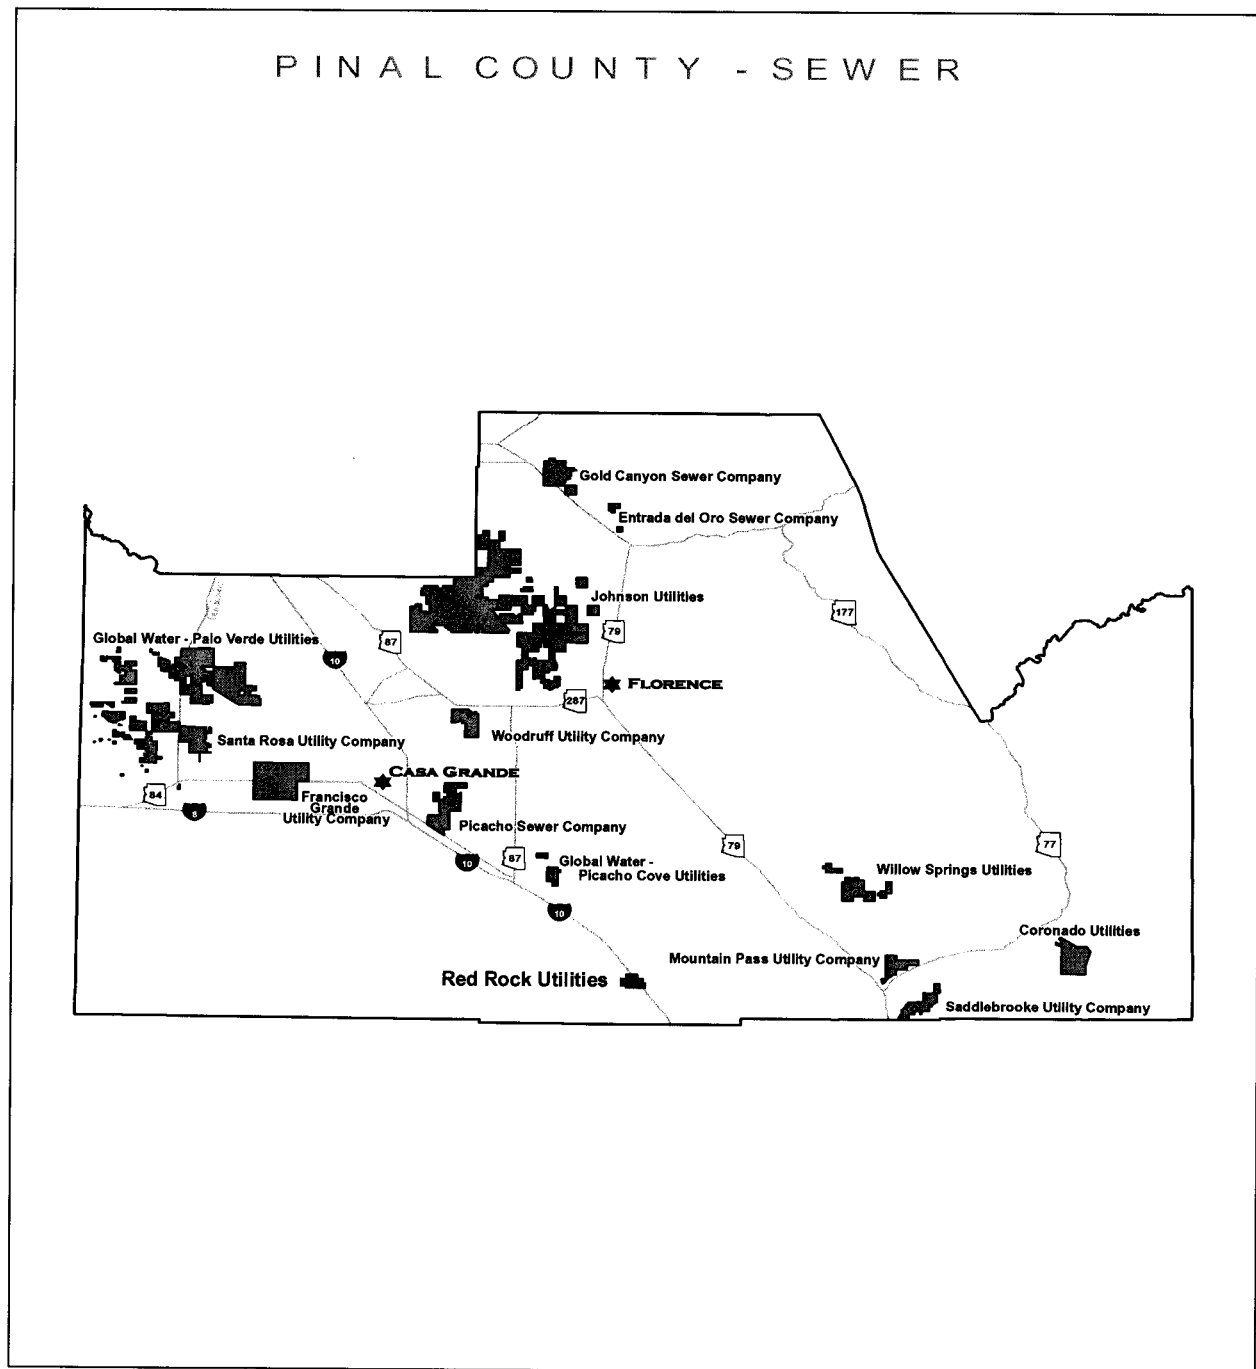 PINAL COUNTY - SEWER
Gold Canyon Sewer Company
Entrada del Oro Sewer Company
Johnson Utilities
177
79
87
Global Water - Palo Verde Utilities
10
FLORENCE
287
Woodruff Utility Company
Santa Rosa Utility Company
CASA GRANDE
84
Francisco
Grande
Utility Company
8
Picacho Sewer Company
79
77
87
10
Global Water -
Picacho Cove Utilities
Willow Springs Utilities
10
Coronado Utilities
Mountain Pass Utility Company
Red Rock Utilities
Saddlebrooke Utility Company